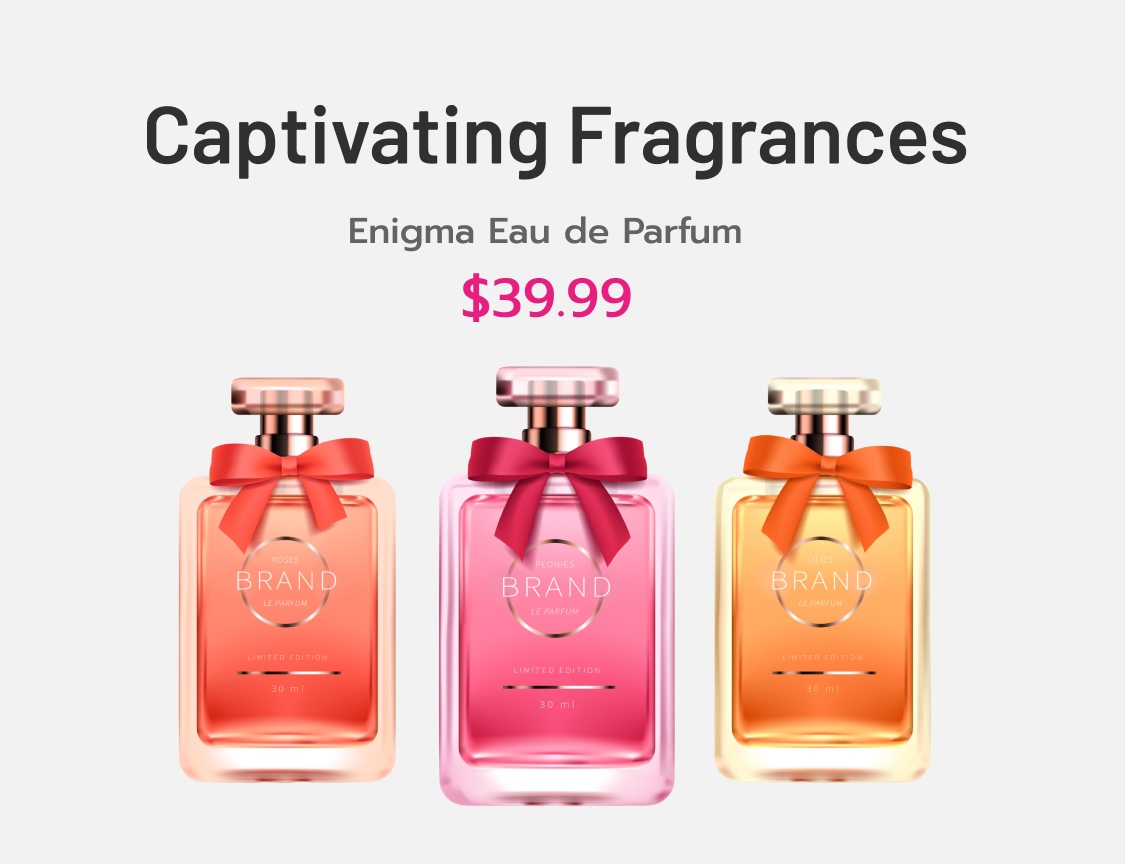 Captivating Fragrances
Enigma Eau de Parfum
$39.99
ROSES
BRAND
LE PARFUM
LIMITED EDITION
30 ml
PEONIES
BRAND
LE PARFUM
LIMITED EDITION
30 ml
LILIES
BRAND
LE PARFUM
LIMITED EDITION
30 ml